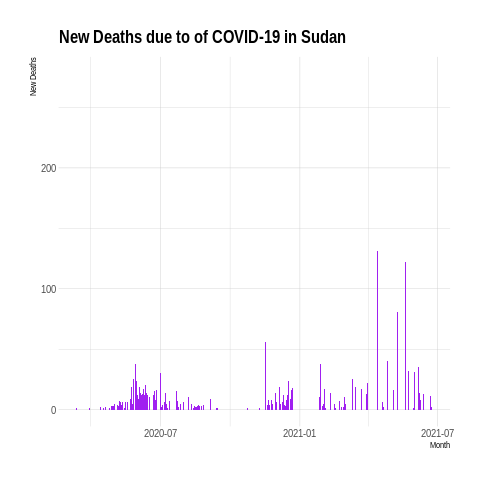 New Deaths due to of COVID-19 in Sudan
New Deaths
200
100
0
2020-07
2021-01
2021-07
Month